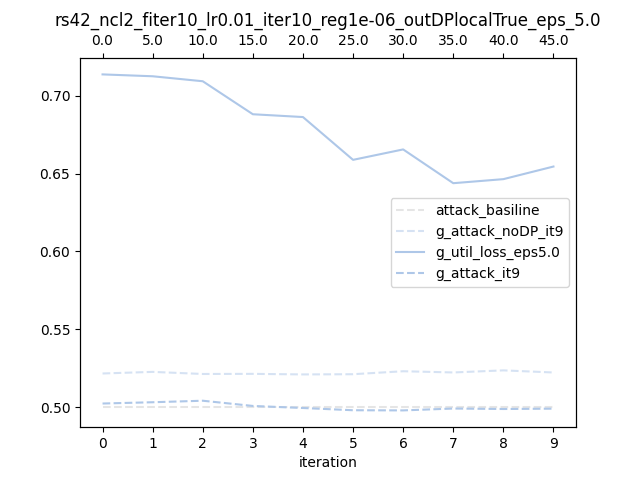 rs42_ncl2_fiter10_lr0.01_iter10_reg1e-06_outDPlocalTrue_eps_5.0
0.0 5.0 10.0 15.0 20.0 25.0 30.0 35.0 40.0 45.0
0.70
0.65
0.60
0.55
0.50
attack_basiline
g_attack_noDP_it9
g_util_loss_eps5.0
g_attack_it9
0 1 2 3 4 5 6 7 8 9
iteration